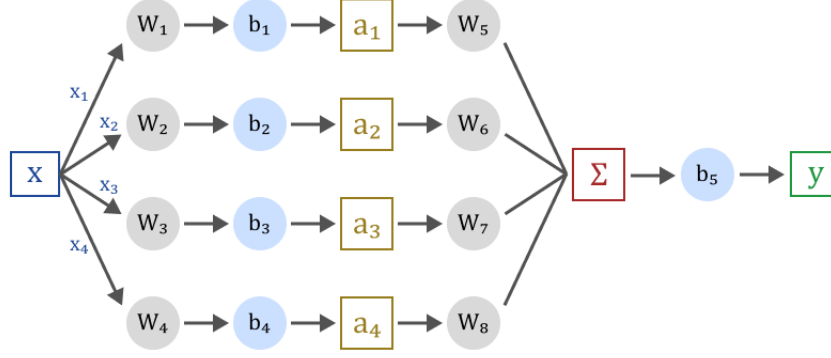 W₁ b₁ a₁ W₅
x₁
x₂ W₂ b₂ a₂ W₆
x Σ b₅ y
x₃
W₃ b₃ a₃ W₇
x₄
W₄ b₄ a₄ W₈